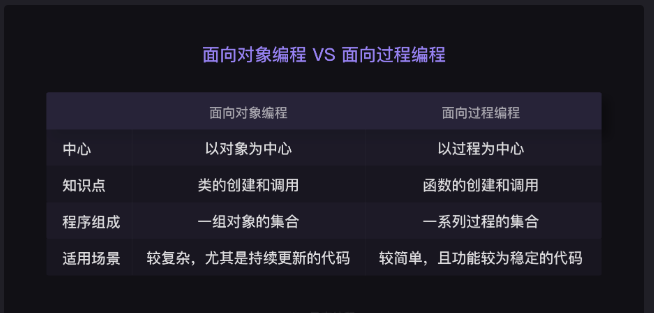 面向对象编程 VS 面向过程编程
面向对象编程 面向过程编程
中心 以对象为中心 以过程为中心
知识点 类的创建和调用 函数的创建和调用
程序组成 一组对象的集合 一系列过程的集合
适用场景 较复杂，尤其是持续更新的代码 较简单，且功能较为稳定的代码